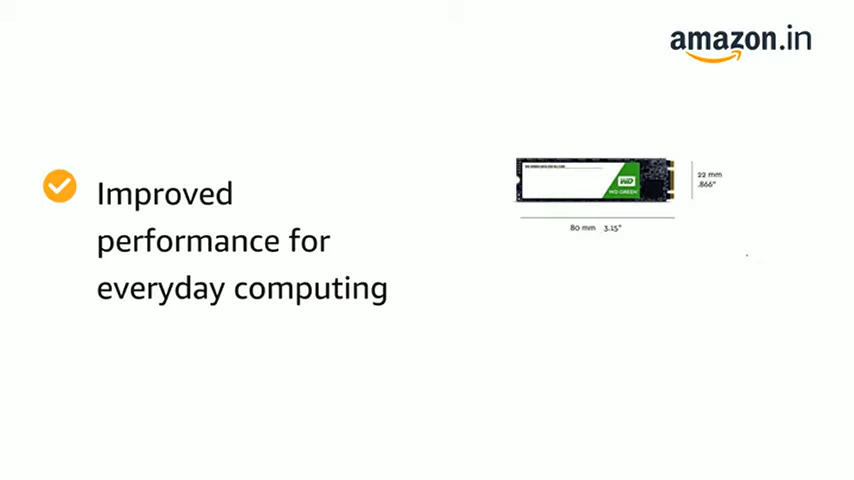 amazon.in
Improved
performance for
everyday computing
WD
WD GREEN
22 mm
.866"
80 mm 3.15"